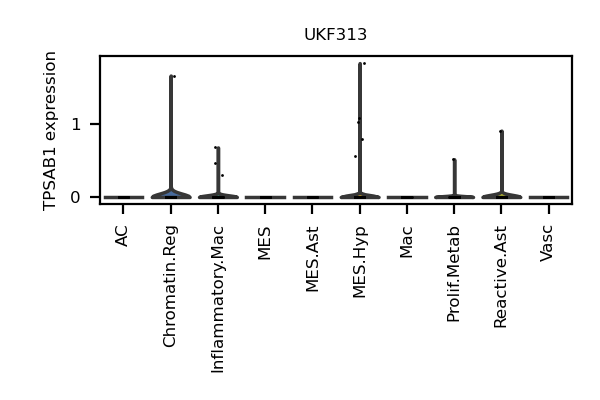 UKF313
TPSAB1 expression
1
0
AC
Chromatin.Reg
Inflammatory.Mac
MES
MES.Ast
MES.Hyp
Mac
Prolif.Metab
Reactive.Ast
Vasc